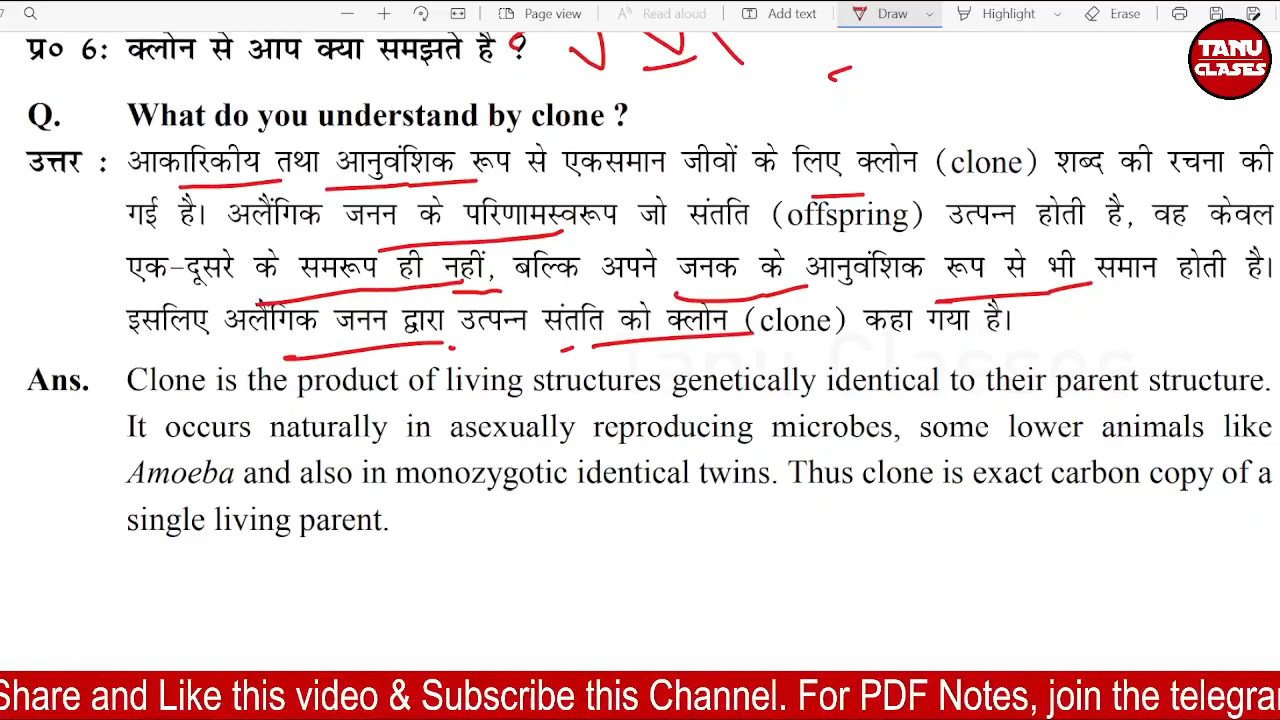 Page view
Read aloud
Add text
Draw
Highlight
Erase
TANU
CLASES
प्र० 6: क्लोन से आप क्या समझते है ?
Q. What do you understand by clone ?
उत्तर : आकारिकीय तथा आनुवंशिक रूप से एकसमान जीवों के लिए क्लोन (clone) शब्द की रचना की
गई है। अलैंगिक जनन के परिणामस्वरूप जो संतति (offspring) उत्पन्न होती है, वह केवल
एक-दूसरे के समरूप ही नहीं, बल्कि अपने जनक के आनुवंशिक रूप से भी समान होती है।
इसलिए अलैंगिक जनन द्वारा उत्पन्न संतति को क्लोन (clone) कहा गया है।
Tanu Classes
Ans. Clone is the product of living structures genetically identical to their parent structure.
It occurs naturally in asexually reproducing microbes, some lower animals like
Amoeba and also in monozygotic identical twins. Thus clone is exact carbon copy of a
single living parent.
Share and Like this video & Subscribe this Channel. For PDF Notes, join the telegra